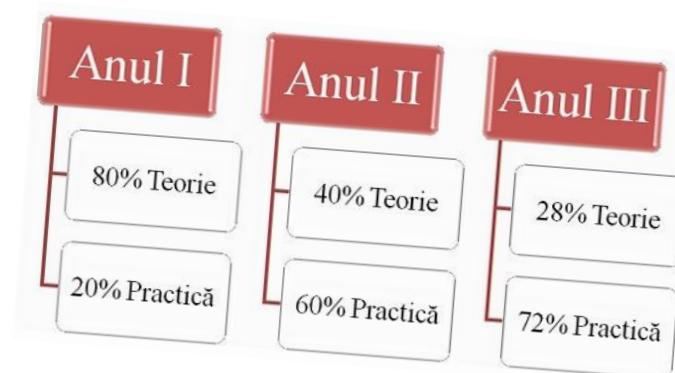 Anul I
80% Teorie
20% Practică
Anul II
40% Teorie
60% Practică
Anul III
28% Teorie
72% Practică